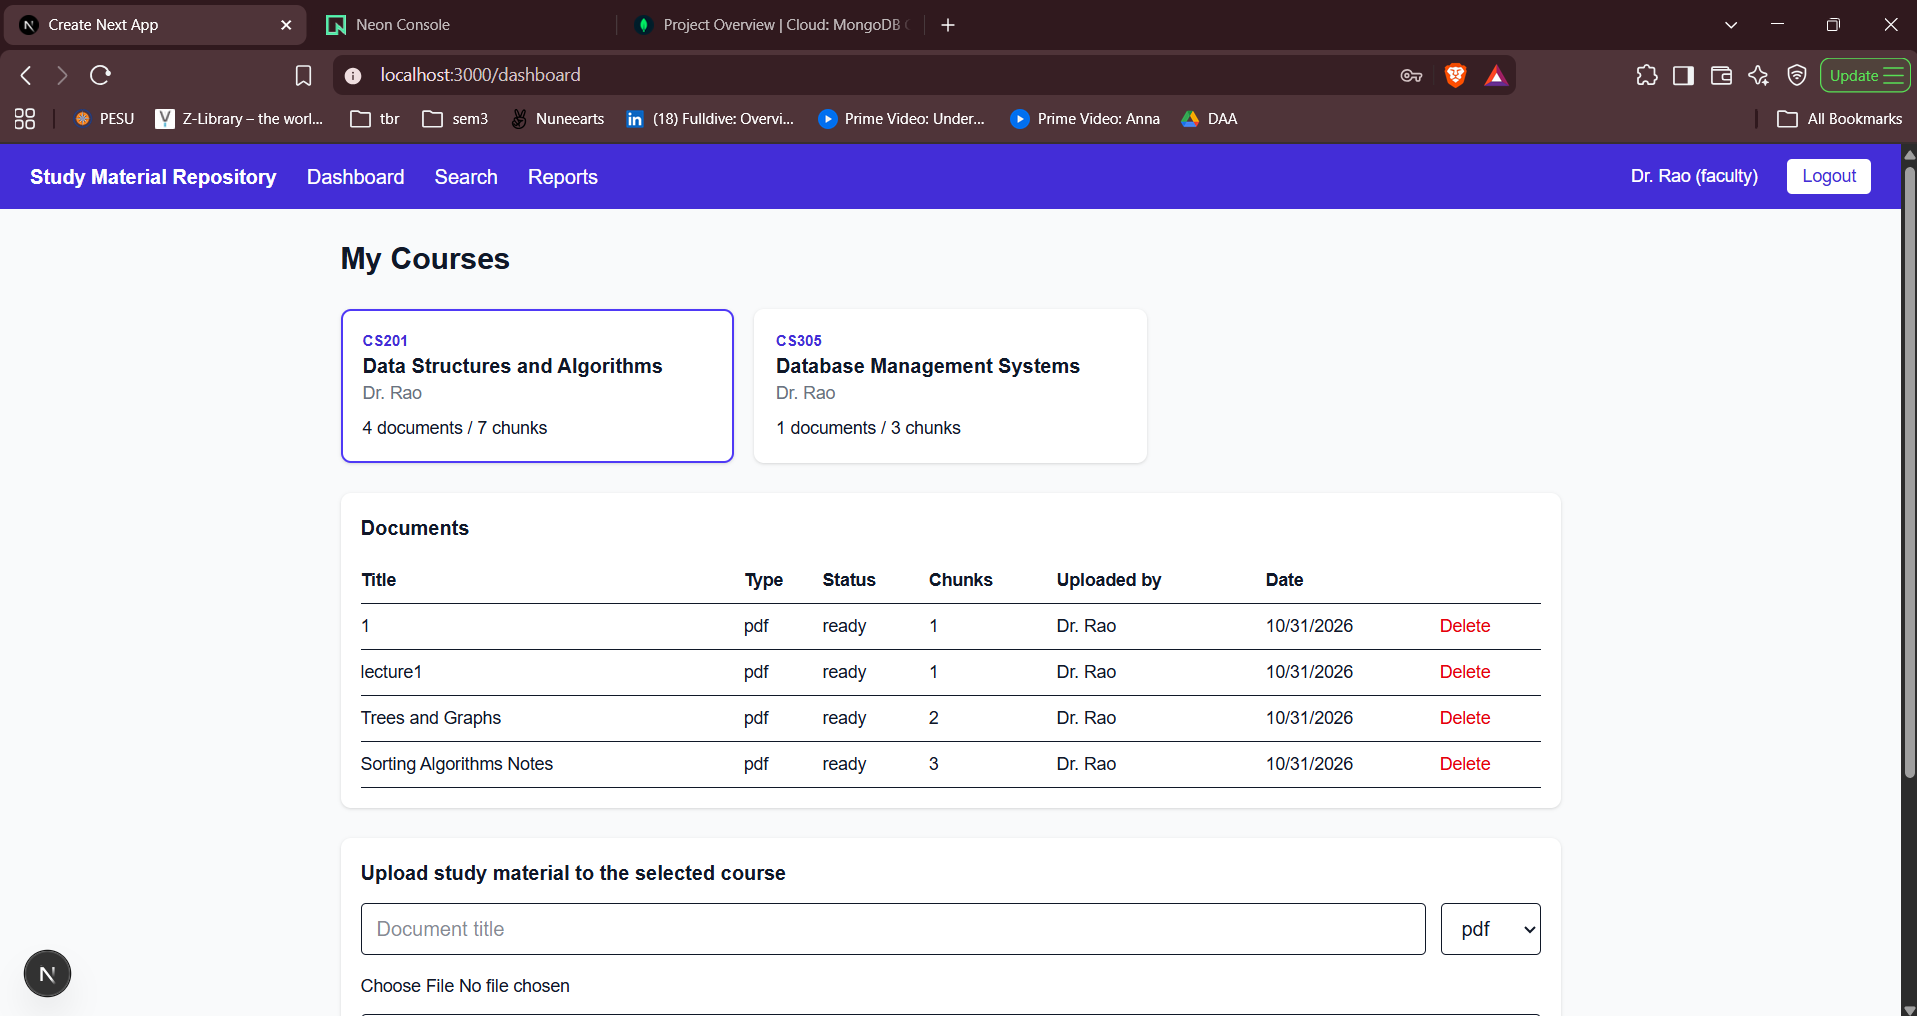 Create Next App
Neon Console
Project Overview | Cloud: MongoDB
localhost:3000/dashboard
Update
PESU
Z-Library – the worl...
tbr
sem3
Nuneearts
(18) Fulldive: Overvi...
Prime Video: Under...
Prime Video: Anna
DAA
All Bookmarks
Study Material Repository
Dashboard
Search
Reports
Dr. Rao (faculty)
Logout
My Courses
CS201
Data Structures and Algorithms
Dr. Rao
4 documents / 7 chunks
CS305
Database Management Systems
Dr. Rao
1 documents / 3 chunks
Documents
Title Type Status Chunks Uploaded by Date
1 pdf ready 1 Dr. Rao 10/31/2026 Delete
lecture1 pdf ready 1 Dr. Rao 10/31/2026 Delete
Trees and Graphs pdf ready 2 Dr. Rao 10/31/2026 Delete
Sorting Algorithms Notes pdf ready 3 Dr. Rao 10/31/2026 Delete
Upload study material to the selected course
Document title
pdf
Choose File No file chosen
N